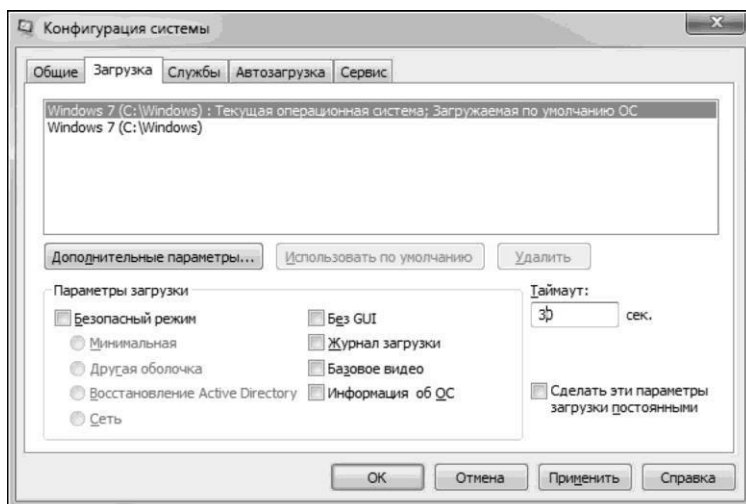 Конфигурация системы
Общие Загрузка Службы Автозагрузка Сервис
Windows 7 (C:\Windows) : Текущая операционная система; Загружаемая по умолчанию ОС
Windows 7 (C:\Windows)
Дополнительные параметры... Использовать по умолчанию Удалить
Параметры загрузки
Безопасный режим
Минимальная
Другая оболочка
Восстановление Active Directory
Сеть
Без GUI
Журнал загрузки
Базовое видео
Информация об ОС
Таймаут:
30 сек.
Сделать эти параметры
загрузки постоянными
ОК Отмена Применить Справка